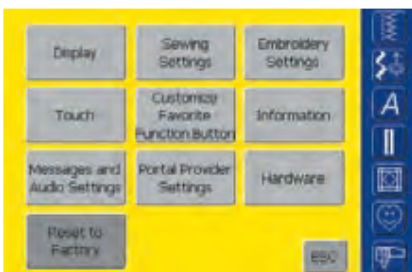 Display
Sewing
Settings
Embroidery
Settings
Touch
Customize
Favorite
Function Button
Information
Messages and
Audio Settings
Portal Provider
Settings
Hardware
Reset to
Factory
ESC
A